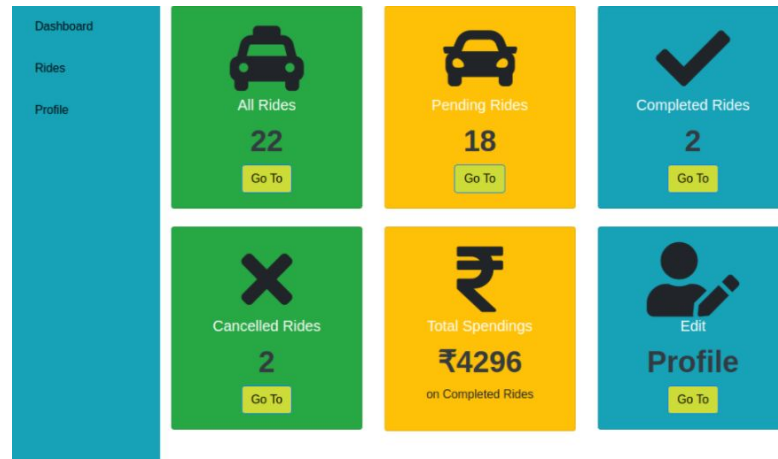 Dashboard
Rides
Profile
All Rides
22
Go To
Pending Rides
18
Go To
Completed Rides
2
Go To
Cancelled Rides
2
Go To
Total Spendings
₹4296
on Completed Rides
Edit
Profile
Go To